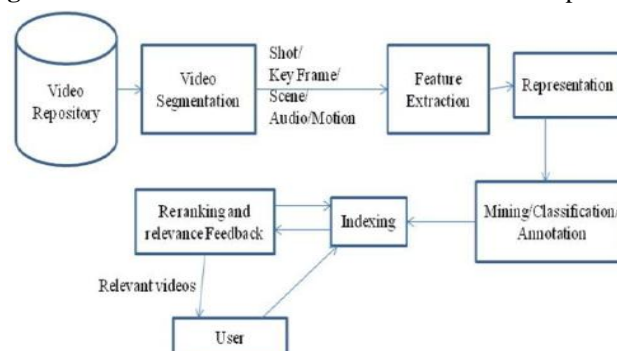 Video
Repository
Video
Segmentation
Shot/
Key Frame/
Scene/
Audio/Motion
Feature
Extraction
Representation
Mining/Classification/
Annotation
Indexing
Reranking and
relevance Feedback
Relevant videos
User